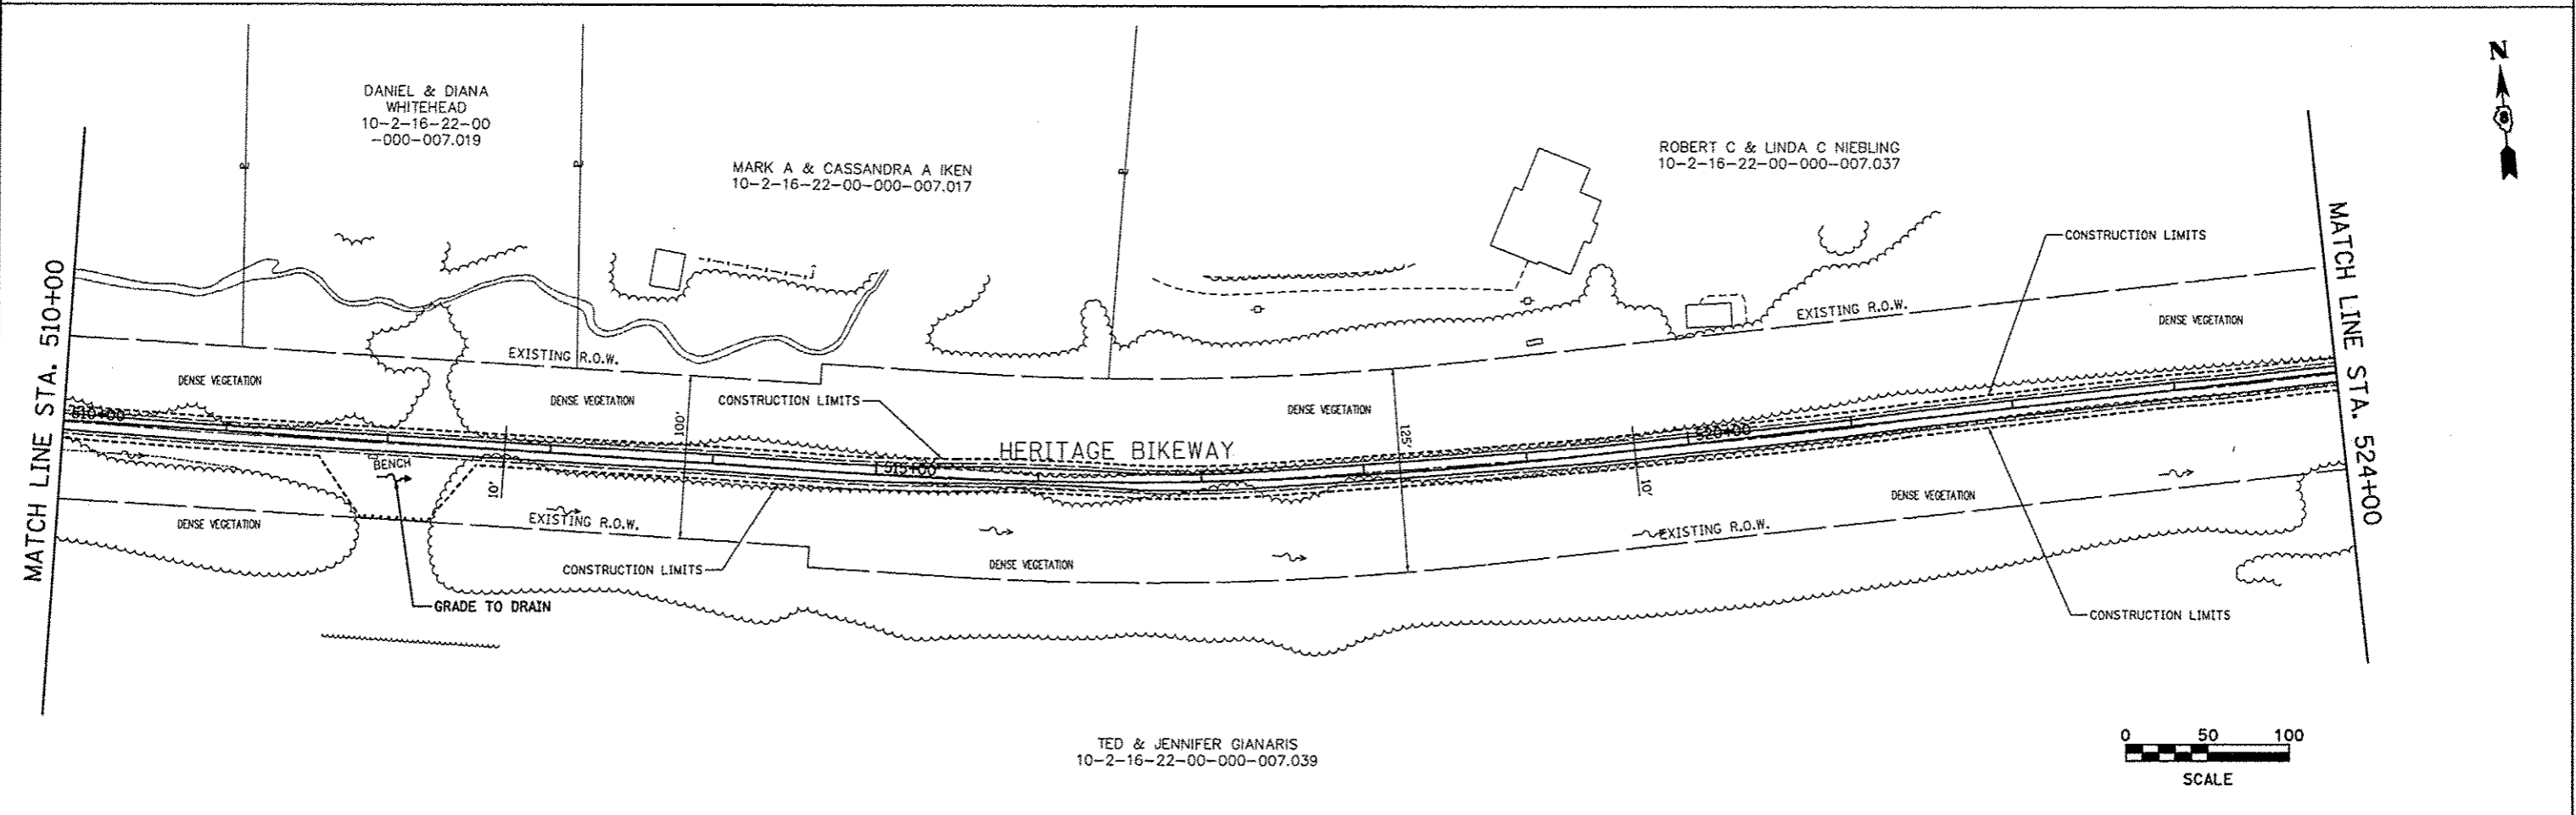 N
8
DANIEL & DIANA
WHITEHEAD
10-2-16-22-00
-000-007.019
MARK A & CASSANDRA A IKEN
10-2-16-22-00-000-007.017
ROBERT C & LINDA C NIEBLING
10-2-16-22-00-000-007.037
P
P
P
MATCH LINE STA. 510+00
MATCH LINE STA. 524+00
CONSTRUCTION LIMITS
EXISTING R.O.W.
DENSE VEGETATION
EXISTING R.O.W.
DENSE VEGETATION
DENSE VEGETATION
CONSTRUCTION LIMITS
DENSE VEGETATION
100'
125'
510+00
HERITAGE BIKEWAY
515+00
520+00
BENCH
10'
10'
DENSE VEGETATION
EXISTING R.O.W.
EXISTING R.O.W.
DENSE VEGETATION
CONSTRUCTION LIMITS
DENSE VEGETATION
GRADE TO DRAIN
CONSTRUCTION LIMITS
TED & JENNIFER GIANARIS
10-2-16-22-00-000-007.039
0 50 100
SCALE